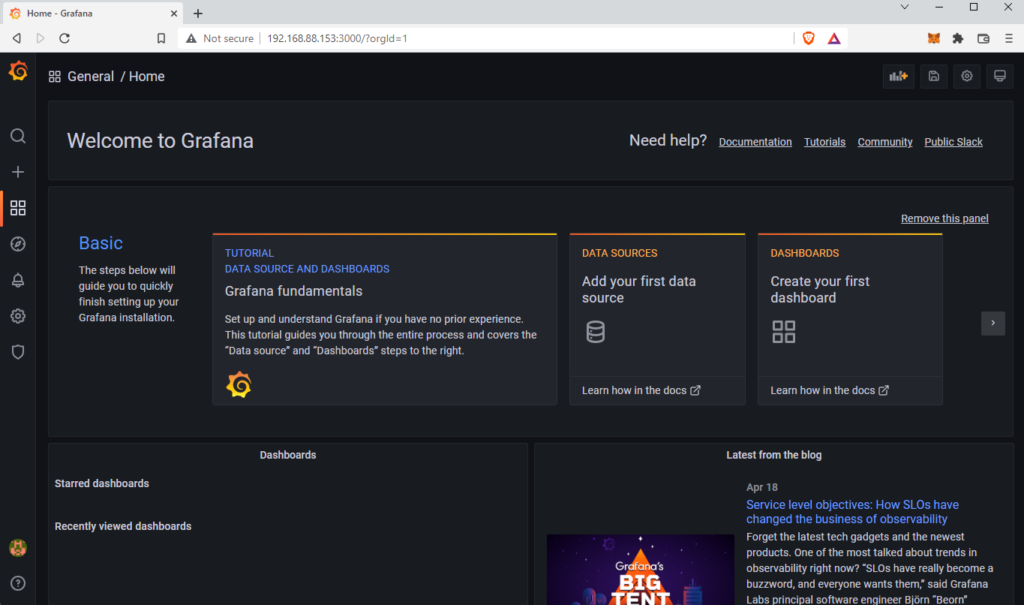 Home - Grafana
Not secure
192.168.88.153:3000/?orgId=1
General / Home
Welcome to Grafana
Need help?
Documentation
Tutorials
Community
Public Slack
Remove this panel
Basic
The steps below will
guide you to quickly
finish setting up your
Grafana installation.
TUTORIAL
DATA SOURCE AND DASHBOARDS
Grafana fundamentals
Set up and understand Grafana if you have no prior experience.
This tutorial guides you through the entire process and covers the
"Data source" and "Dashboards" steps to the right.
DATA SOURCES
Add your first data
source
Learn how in the docs
DASHBOARDS
Create your first
dashboard
Learn how in the docs
Dashboards
Starred dashboards
Recently viewed dashboards
Latest from the blog
Grafana's
BIG
TENT
Apr 18
Service level objectives: How SLOs have
changed the business of observability
Forget the latest tech gadgets and the newest
products. One of the most talked about trends in
observability right now? "SLOs have really become a
buzzword, and everyone wants them," said Grafana
Labs principal software engineer Björn "Beorn"